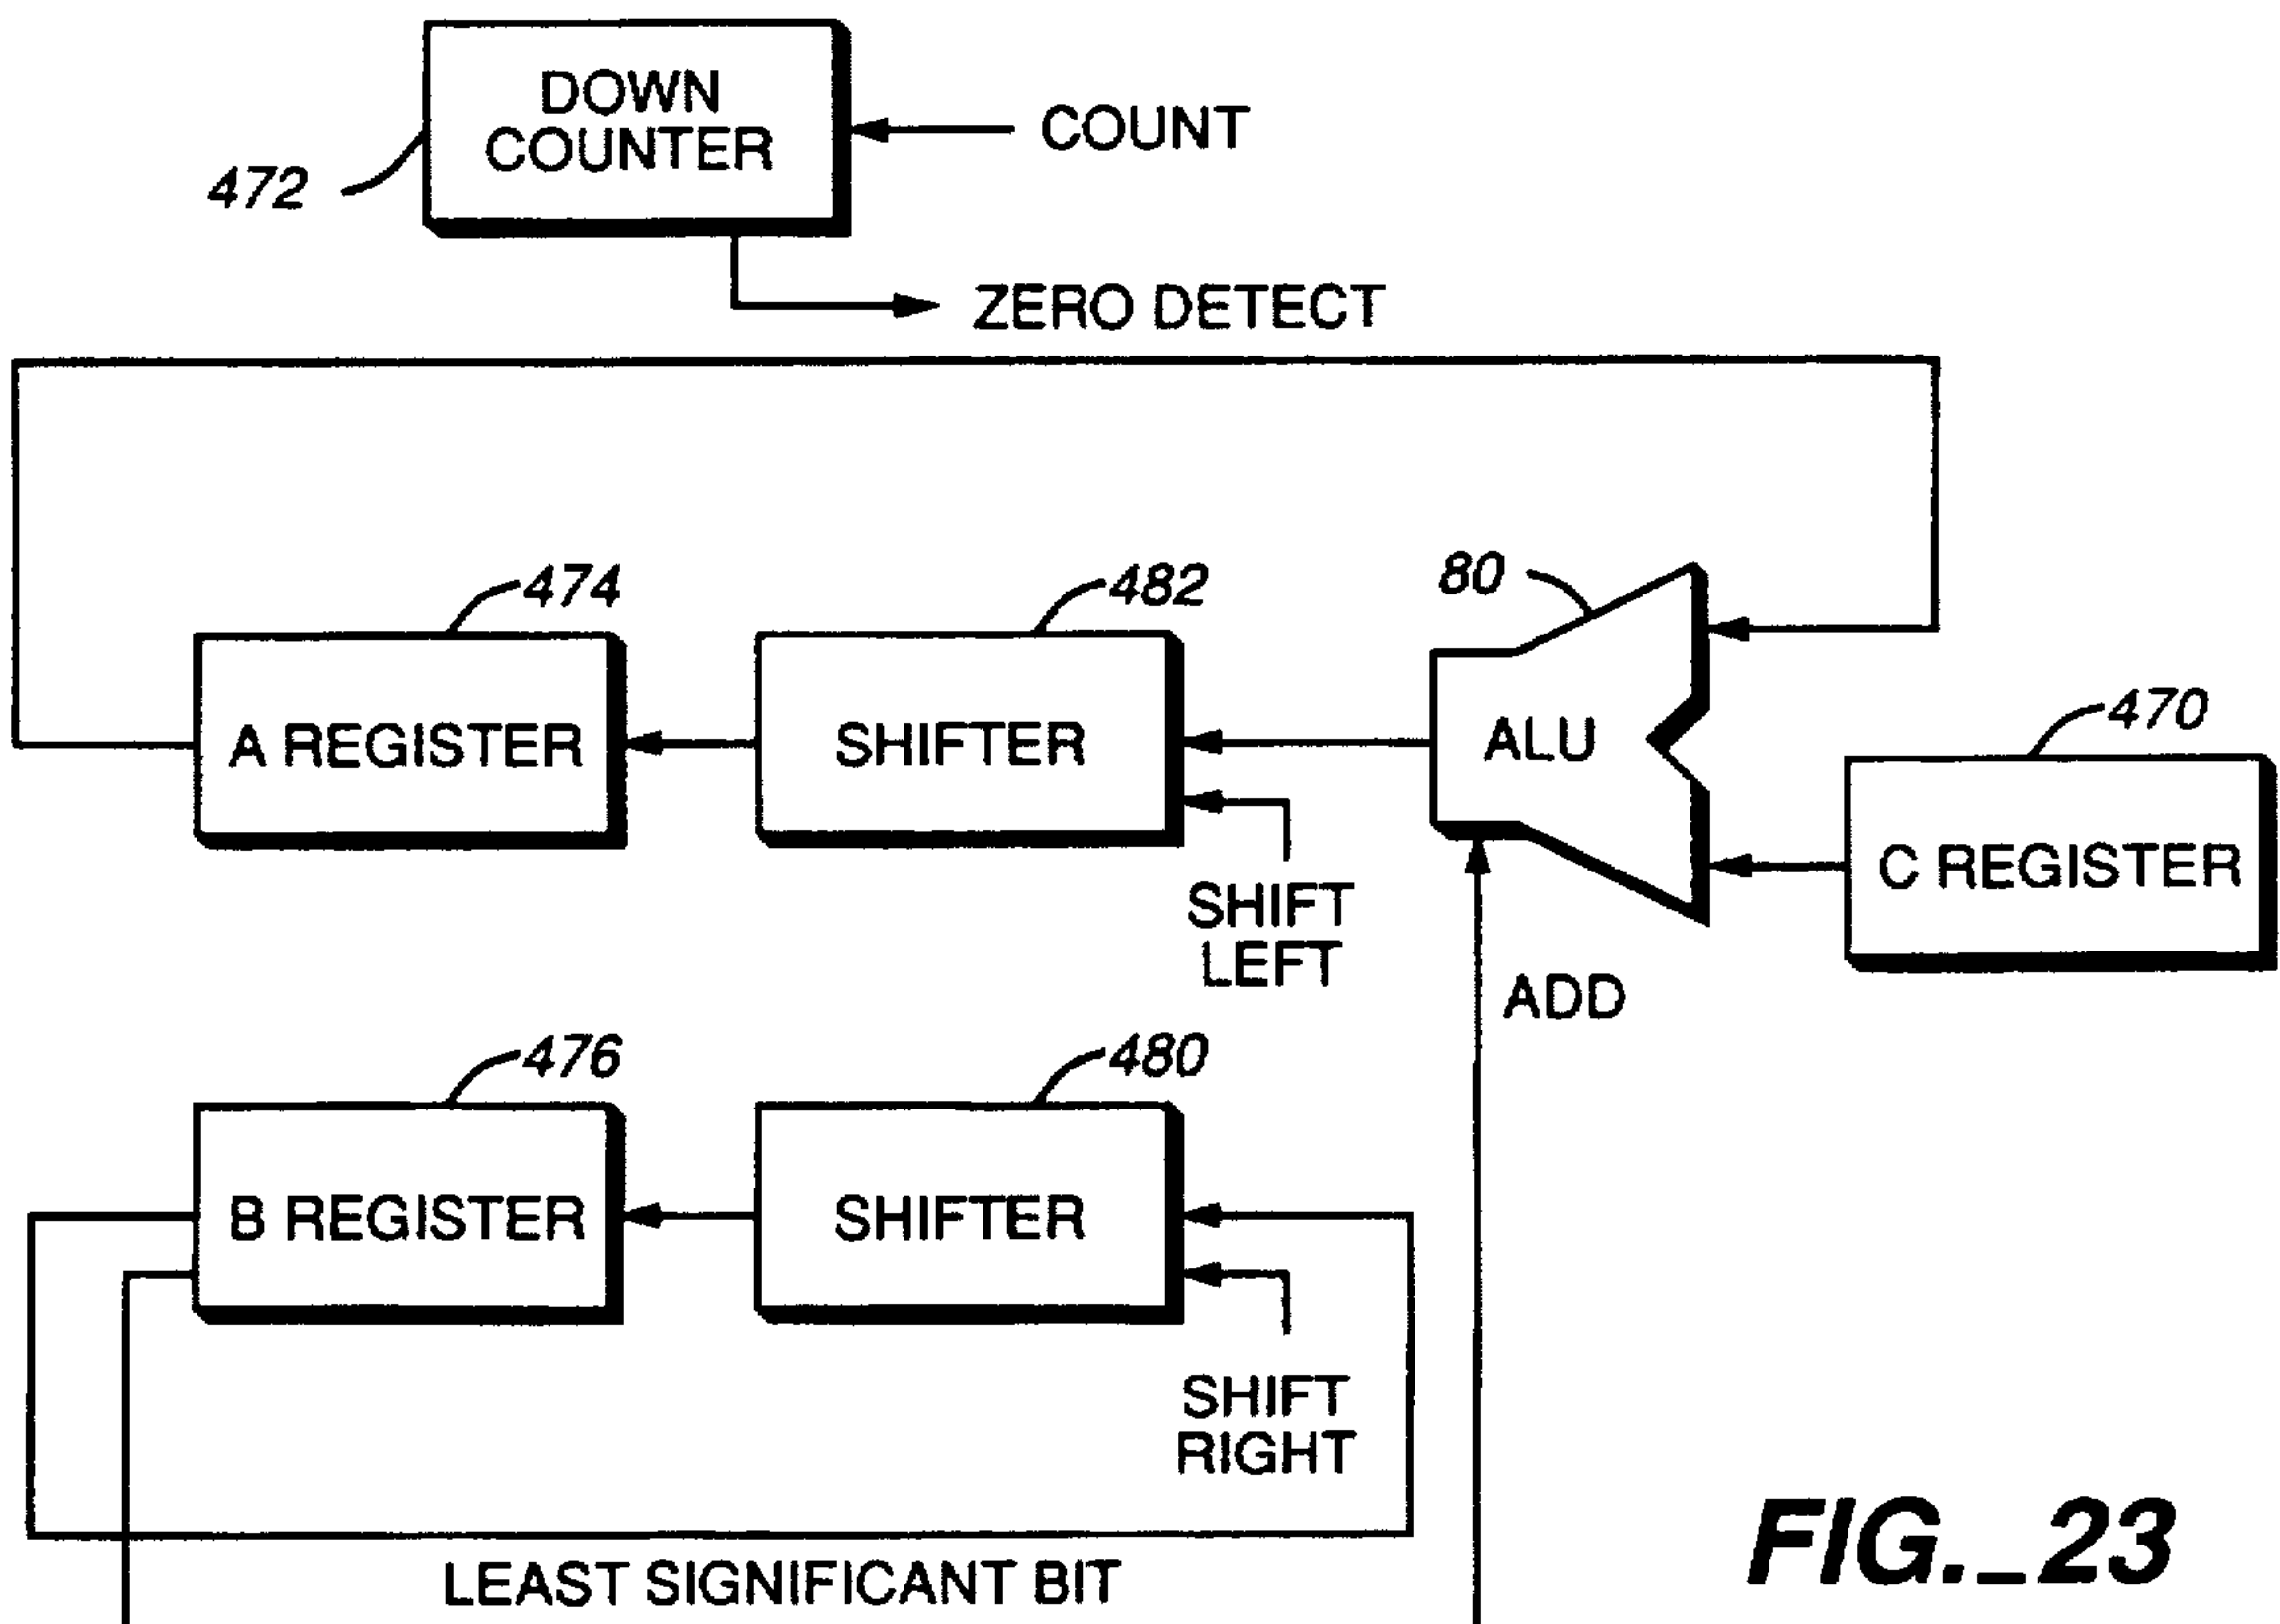 DOWN
COUNTER
COUNT
472
ZERO DETECT
474
482
80
470
A REGISTER
SHIFTER
ALU
C REGISTER
SHIFT
LEFT
ADD
476
480
B REGISTER
SHIFTER
SHIFT
RIGHT
LEAST SIGNIFICANT BIT
FIG._23